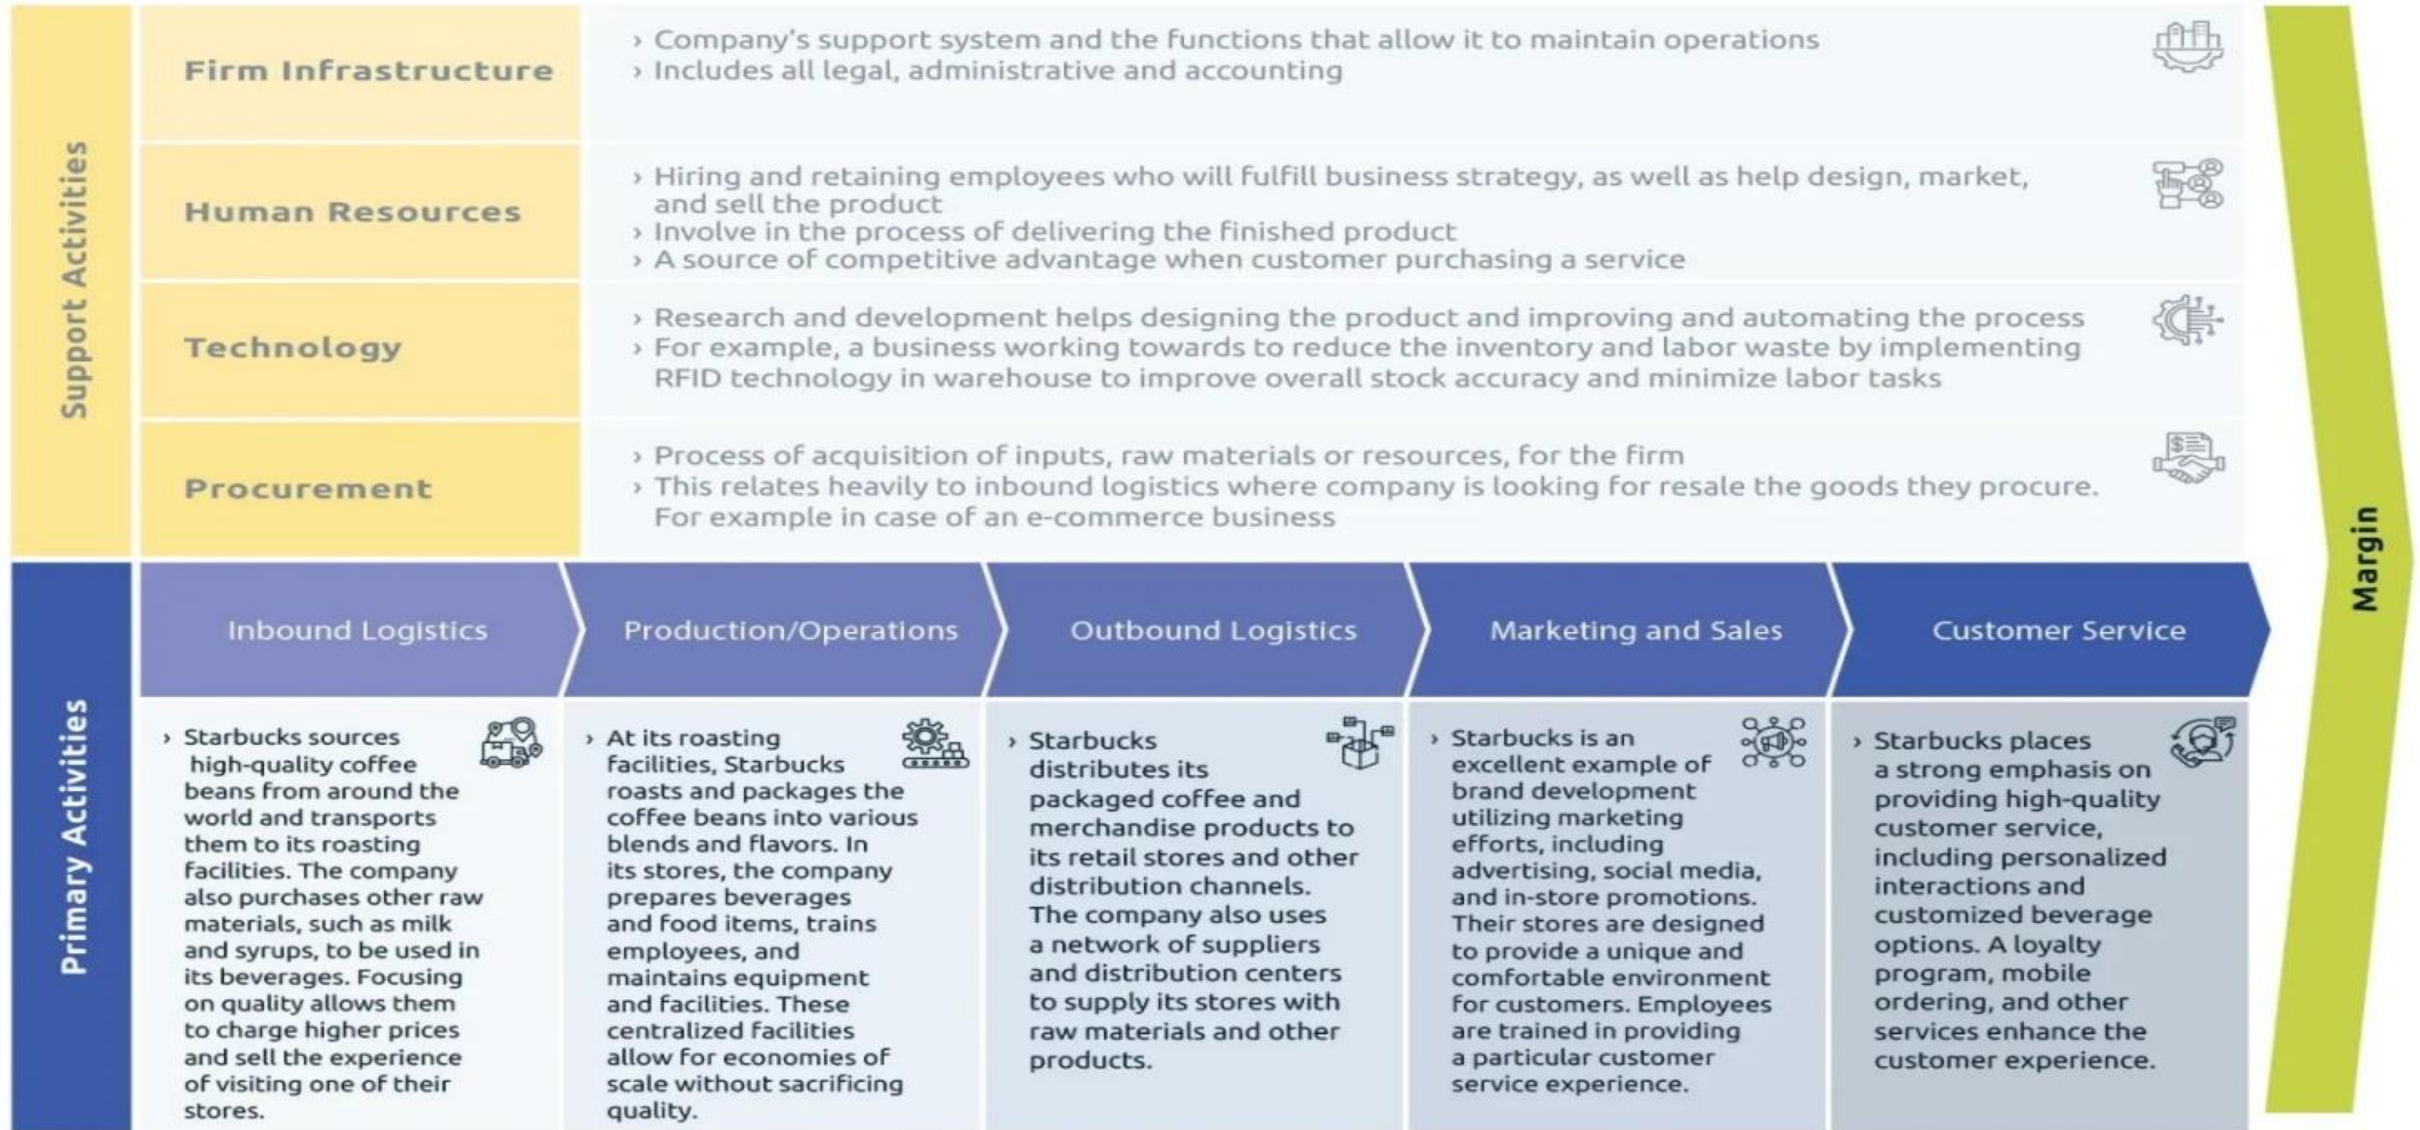 Support Activities
Firm Infrastructure
› Company's support system and the functions that allow it to maintain operations
› Includes all legal, administrative and accounting
Human Resources
› Hiring and retaining employees who will fulfill business strategy, as well as help design, market,
and sell the product
› Involve in the process of delivering the finished product
› A source of competitive advantage when customer purchasing a service
Technology
› Research and development helps designing the product and improving and automating the process
› For example, a business working towards to reduce the inventory and labor waste by implementing
RFID technology in warehouse to improve overall stock accuracy and minimize labor tasks
Procurement
› Process of acquisition of inputs, raw materials or resources, for the firm
› This relates heavily to inbound logistics where company is looking for resale the goods they procure.
For example in case of an e-commerce business
Primary Activities
Inbound Logistics
› Starbucks sources
high-quality coffee
beans from around the
world and transports
them to its roasting
facilities. The company
also purchases other raw
materials, such as milk
and syrups, to be used in
its beverages. Focusing
on quality allows them
to charge higher prices
and sell the experience
of visiting one of their
stores.
Production/Operations
› At its roasting
facilities, Starbucks
roasts and packages the
coffee beans into various
blends and flavors. In
its stores, the company
prepares beverages
and food items, trains
employees, and
maintains equipment
and facilities. These
centralized facilities
allow for economies of
scale without sacrificing
quality.
Outbound Logistics
› Starbucks
distributes its
packaged coffee and
merchandise products to
its retail stores and other
distribution channels.
The company also uses
a network of suppliers
and distribution centers
to supply its stores with
raw materials and other
products.
Marketing and Sales
› Starbucks is an
excellent example of
brand development
utilizing marketing
efforts, including
advertising, social media,
and in-store promotions.
Their stores are designed
to provide a unique and
comfortable environment
for customers. Employees
are trained in providing
a particular customer
service experience.
Customer Service
› Starbucks places
a strong emphasis on
providing high-quality
customer service,
including personalized
interactions and
customized beverage
options. A loyalty
program, mobile
ordering, and other
services enhance the
customer experience.
Margin